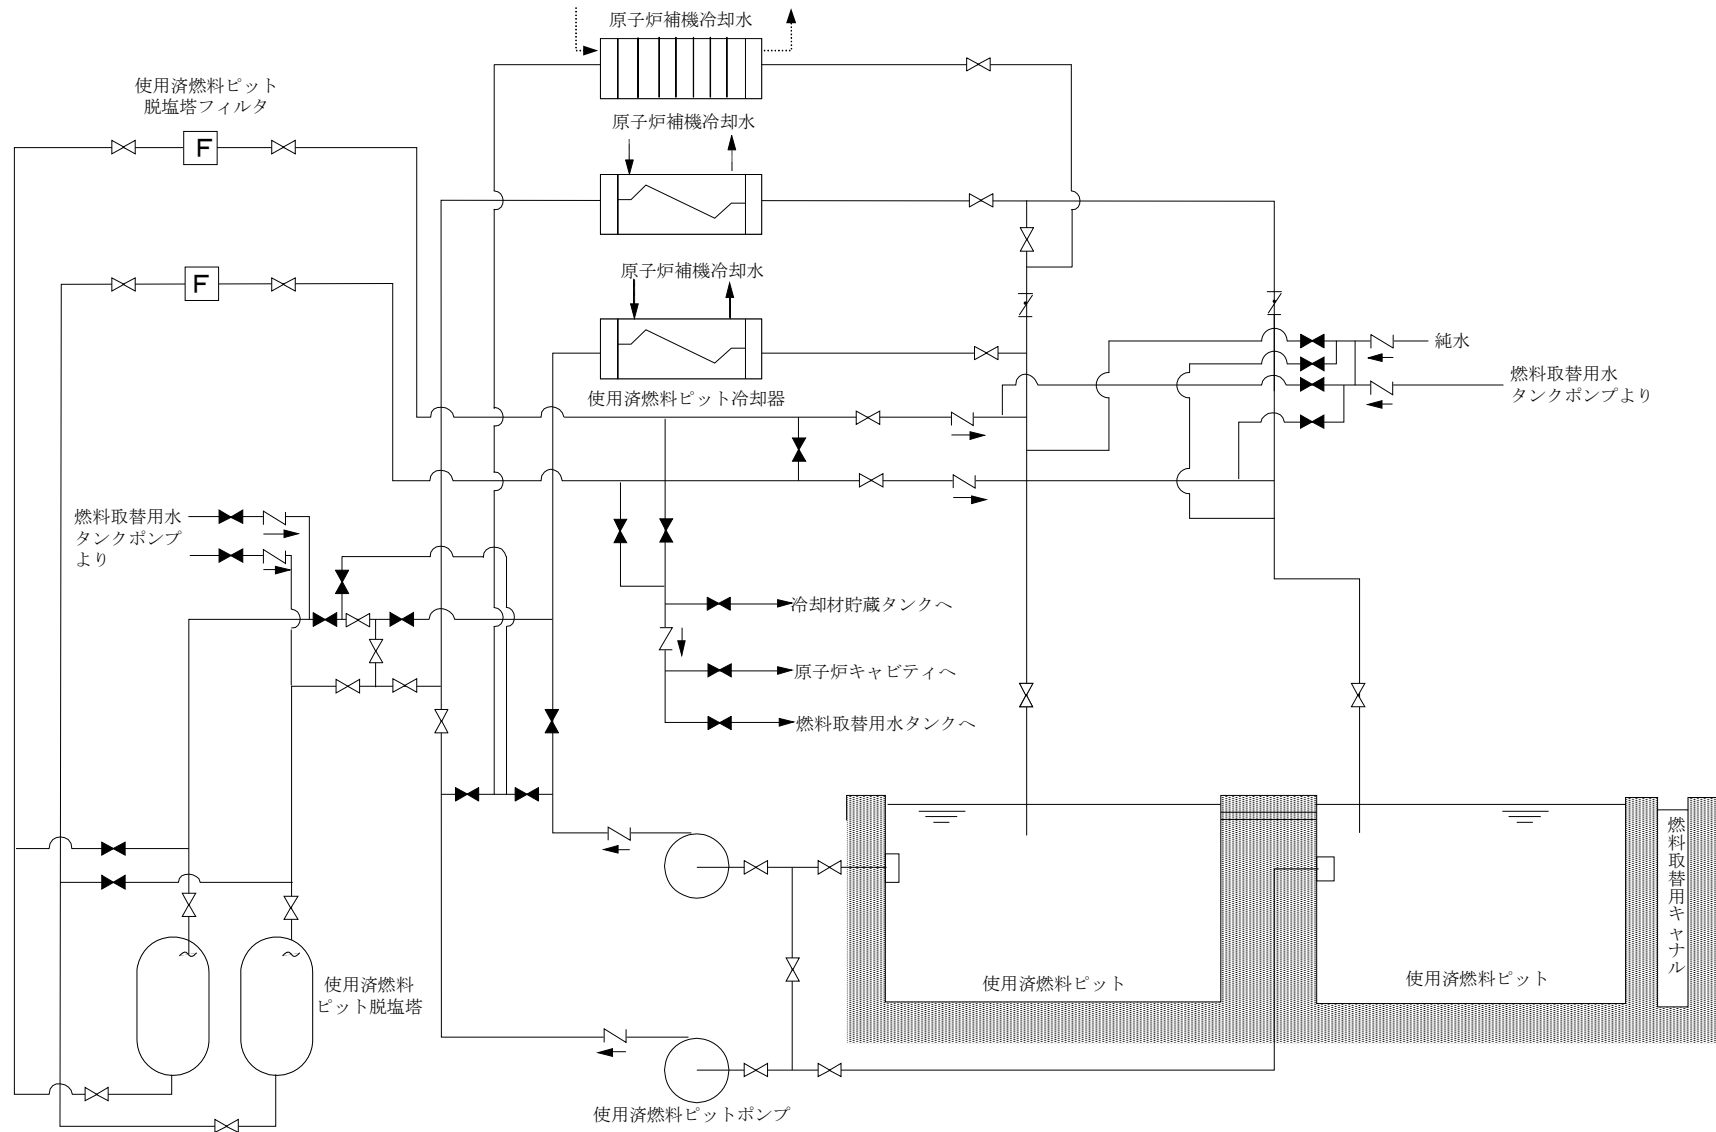 原子炉補機冷却水
使用済燃料ピット
脱塩塔フィルタ
F
原子炉補機冷却水
F
原子炉補機冷却水
使用済燃料ピット冷却器
純水
燃料取替用水
タンクポンプより
燃料取替用水
タンクポンプ
より
冷却材貯蔵タンクへ
原子炉キャビティへ
燃料取替用水タンクへ
使用済燃料
ピット脱塩塔
使用済燃料ピット
使用済燃料ピット
燃料取替用キャナル
使用済燃料ピットポンプ